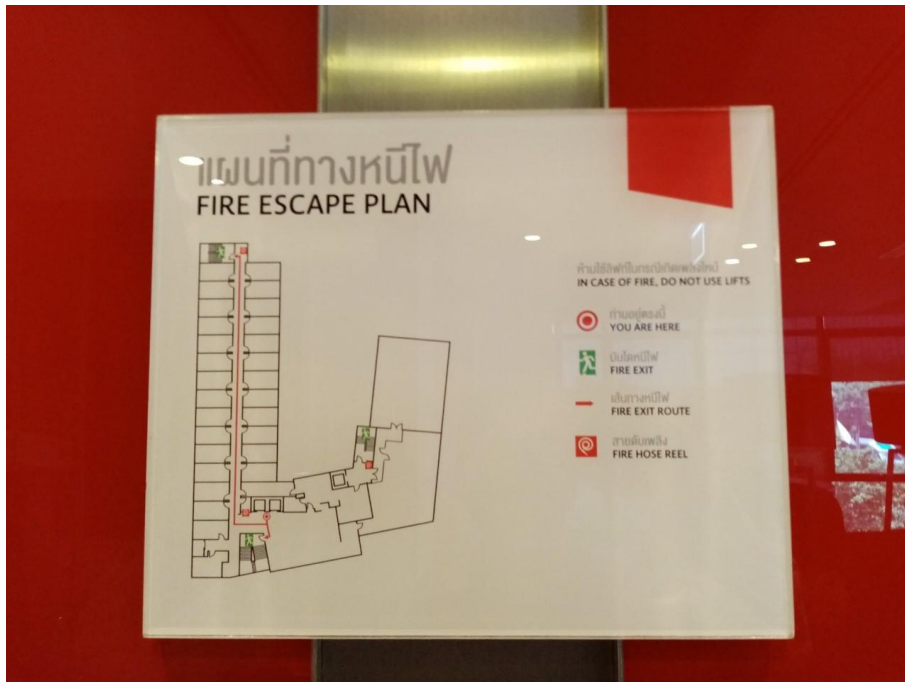 แผนที่ทางหนีไฟ
FIRE ESCAPE PLAN
ห้ามใช้ลิฟท์ในกรณีเกิดเพลิงไหม้
IN CASE OF FIRE, DO NOT USE LIFTS
ท่านอยู่ตรงนี้
YOU ARE HERE
บันไดหนีไฟ
FIRE EXIT
เส้นทางหนีไฟ
FIRE EXIT ROUTE
สายดับเพลิง
FIRE HOSE REEL